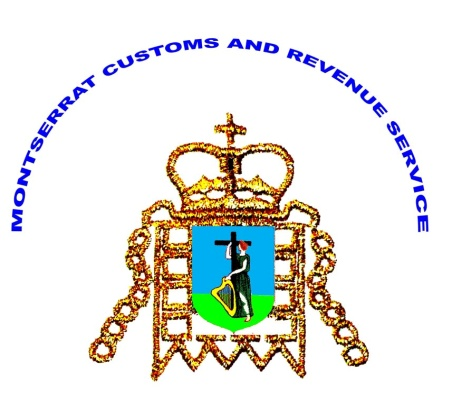 MONTSERRAT CUSTOMS AND REVENUE SERVICE